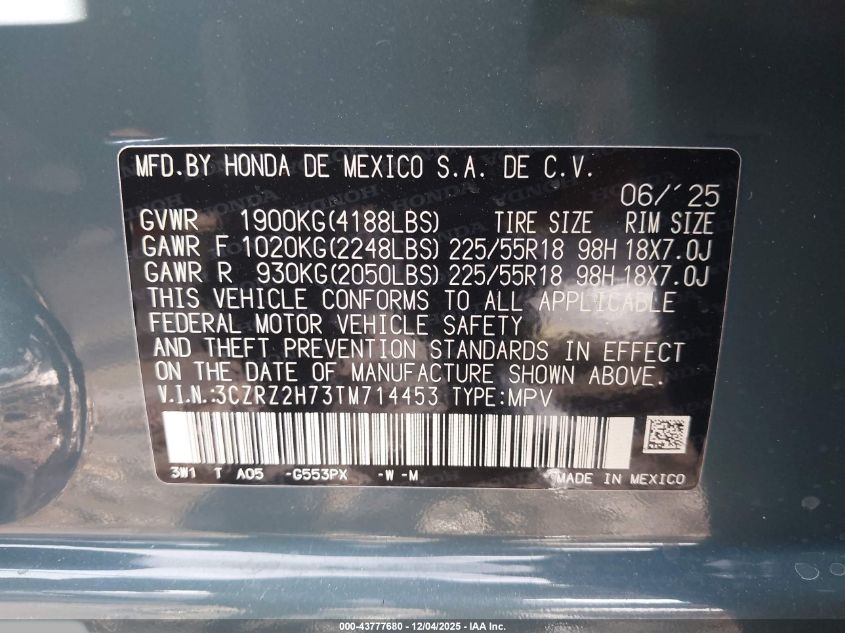 MFD.BY HONDA DE MEXICO S.A. DE C.V.
06/´25
GVWR 1900KG(4188LBS) TIRE SIZE RIM SIZE
GAWR F 1020KG(2248LBS) 225/55R18 98H 18X7.0J
GAWR R 930KG(2050LBS) 225/55R18 98H 18X7.0J
THIS VEHICLE CONFORMS TO ALL APPLICABLE
FEDERAL MOTOR VEHICLE SAFETY
AND THEFT PREVENTION STANDARDS IN EFFECT
ON THE DATE OF MANUFACTURE SHOWN ABOVE.
V.I.N.:3CZRZ2H73TM714453 TYPE:MPV
3W1 T A05 -G553PX -W -M
MADE IN MEXICO
000-43777680 - 12/04/2025 - IAA Inc.